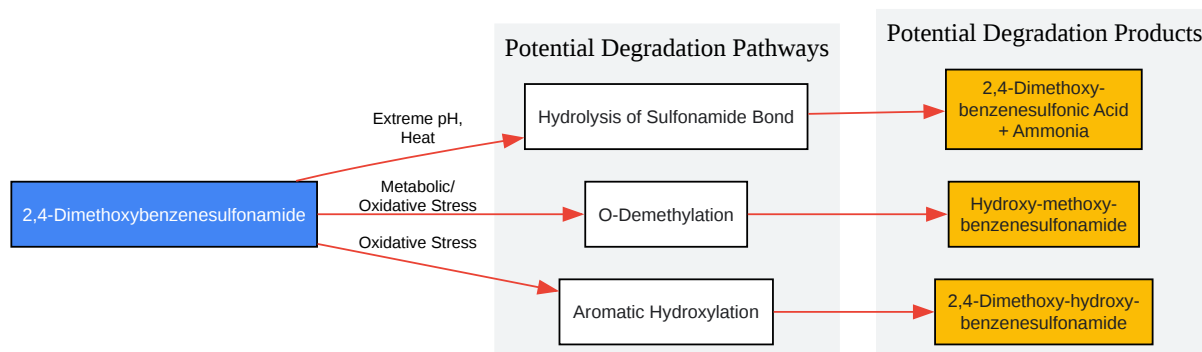 Potential Degradation Pathways
Potential Degradation Products
2,4-Dimethoxybenzenesulfonamide
Extreme pH,
Heat
Metabolic/
Oxidative Stress
Oxidative Stress
Hydrolysis of Sulfonamide Bond
O-Demethylation
Aromatic Hydroxylation
2,4-Dimethoxy-
benzenesulfonic Acid
+ Ammonia
Hydroxy-methoxy-
benzenesulfonamide
2,4-Dimethoxy-hydroxy-
benzenesulfonamide